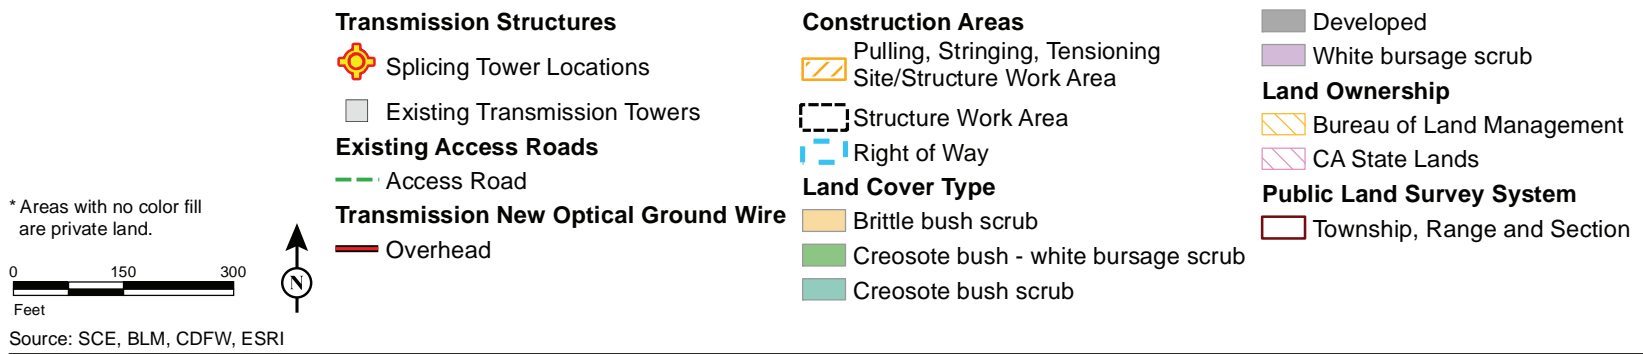 Transmission Structures
Splicing Tower Locations
Existing Transmission Towers
Existing Access Roads
Access Road
Transmission New Optical Ground Wire
Overhead
Construction Areas
Pulling, Stringing, Tensioning
Site/Structure Work Area
Structure Work Area
Right of Way
Land Cover Type
Brittle bush scrub
Creosote bush - white bursage scrub
Creosote bush scrub
Developed
White bursage scrub
Land Ownership
Bureau of Land Management
CA State Lands
Public Land Survey System
Township, Range and Section
* Areas with no color fill
are private land.
0 150 300
Feet
N
Source: SCE, BLM, CDFW, ESRI